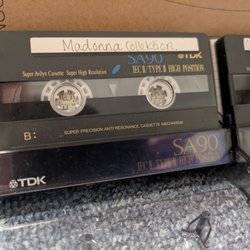 Madonna Collektion
TDK
SA90
Super Avilyn Cassette Super High Resolution
IEC II/TYPE II HIGH POSITION
B:
SUPER PRECISION ANTI-RESONANCE CASSETTE MECHANISM
SA90
TDK
IEC II/TYPE II HIGH POSITION